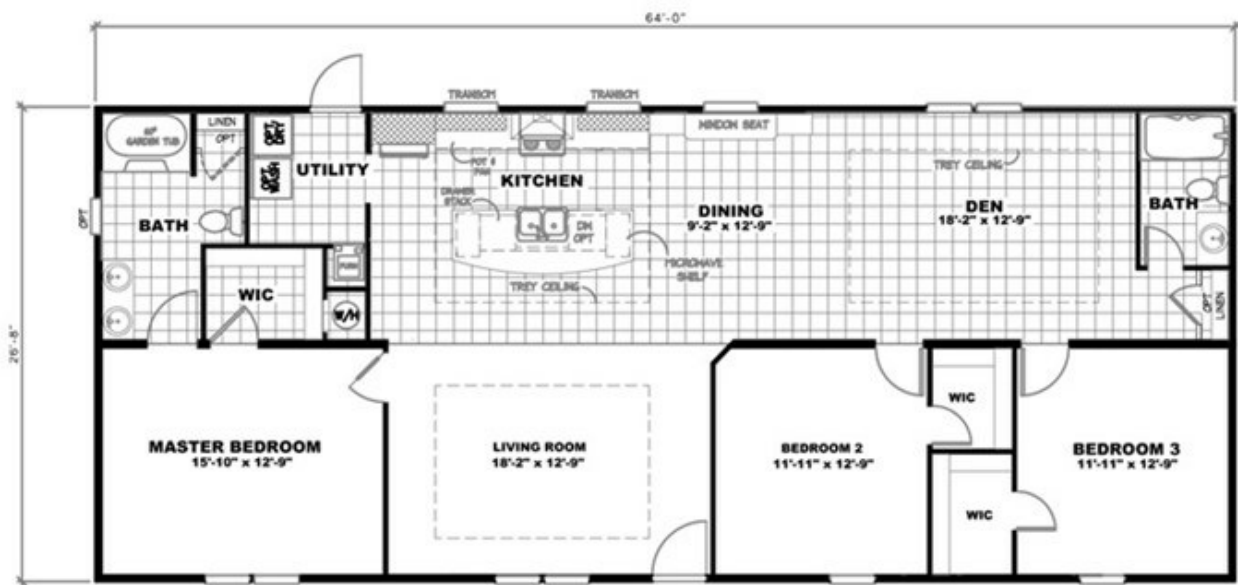 64'-0"
TRANSOM
TRANSOM
60"
GARDEN TUB
LINEN
OPT
OPT
DRY
OPT
WASH
UTILITY
POT &
PAN
KITCHEN
DRAWER
STACK
DW
OPT
MICROWAVE
SHELF
TREY CEILING
WINDOW SEAT
DINING
9'-2" x 12'-9"
TREY CEILING
DEN
18'-2" x 12'-9"
BATH
OPT
LINEN
OPT
BATH
WIC
W/H
26'-8"
MASTER BEDROOM
15'-10" x 12'-9"
LIVING ROOM
18'-2" x 12'-9"
BEDROOM 2
11'-11" x 12'-9"
WIC
WIC
BEDROOM 3
11'-11" x 12'-9"